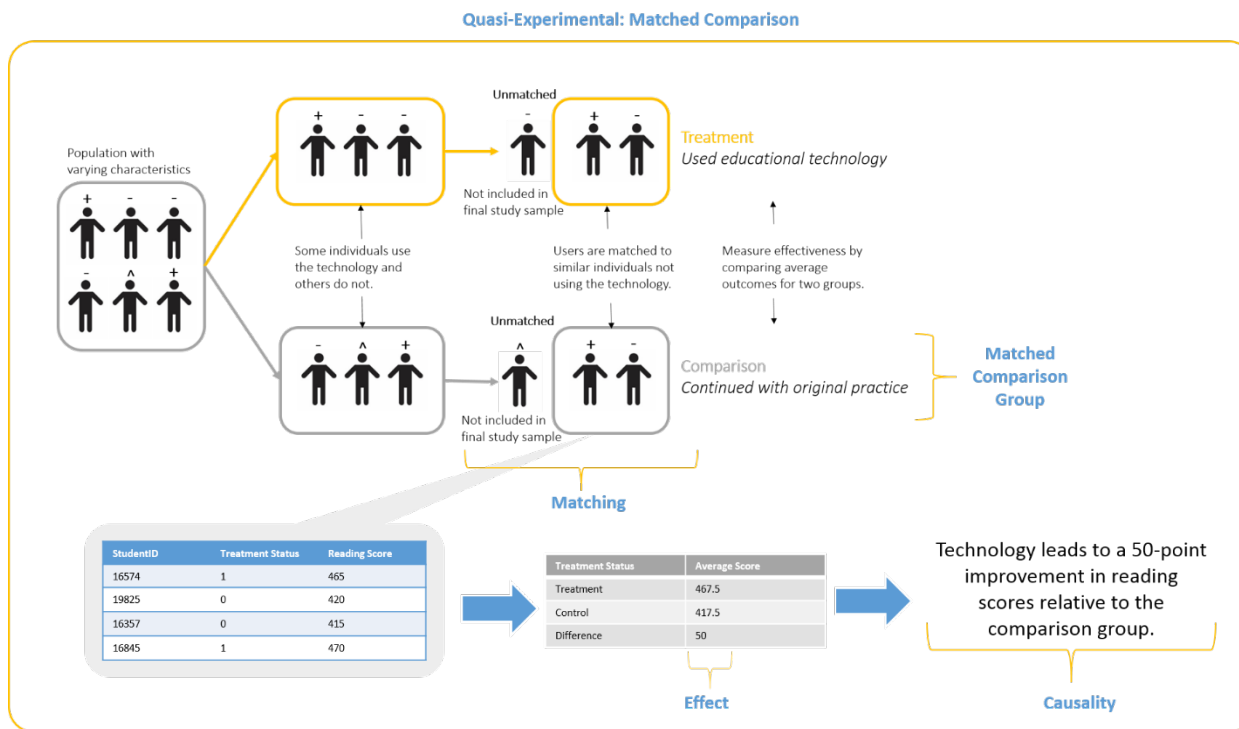 Quasi-Experimental: Matched Comparison
Population with
varying characteristics
+ - -
- ^ +
+ - -
Unmatched
-
Not included in
final study sample
+ -
Treatment
Used educational technology
Some individuals use
the technology and
others do not.
Users are matched to
similar individuals not
using the technology.
Measure effectiveness by
comparing average
outcomes for two groups.
- ^ +
Unmatched
^
Not included in
final study sample
+ -
Comparison
Continued with original practice
Matched
Comparison
Group
Matching
StudentID Treatment Status Reading Score
16574 1 465
19825 0 420
16357 0 415
16845 1 470
Treatment Status Average Score
Treatment 467.5
Control 417.5
Difference 50
Effect
Technology leads to a 50-point
improvement in reading
scores relative to the
comparison group.
Causality